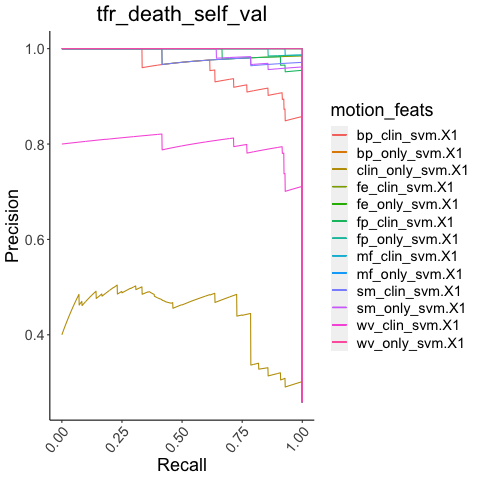 tfr_death_self_val
1.0
0.8
0.6
0.4
Precision
0.00
0.25
0.50
0.75
1.00
Recall
motion_feats
bp_clin_svm.X1
bp_only_svm.X1
clin_only_svm.X1
fe_clin_svm.X1
fe_only_svm.X1
fp_clin_svm.X1
fp_only_svm.X1
mf_clin_svm.X1
mf_only_svm.X1
sm_clin_svm.X1
sm_only_svm.X1
wv_clin_svm.X1
wv_only_svm.X1